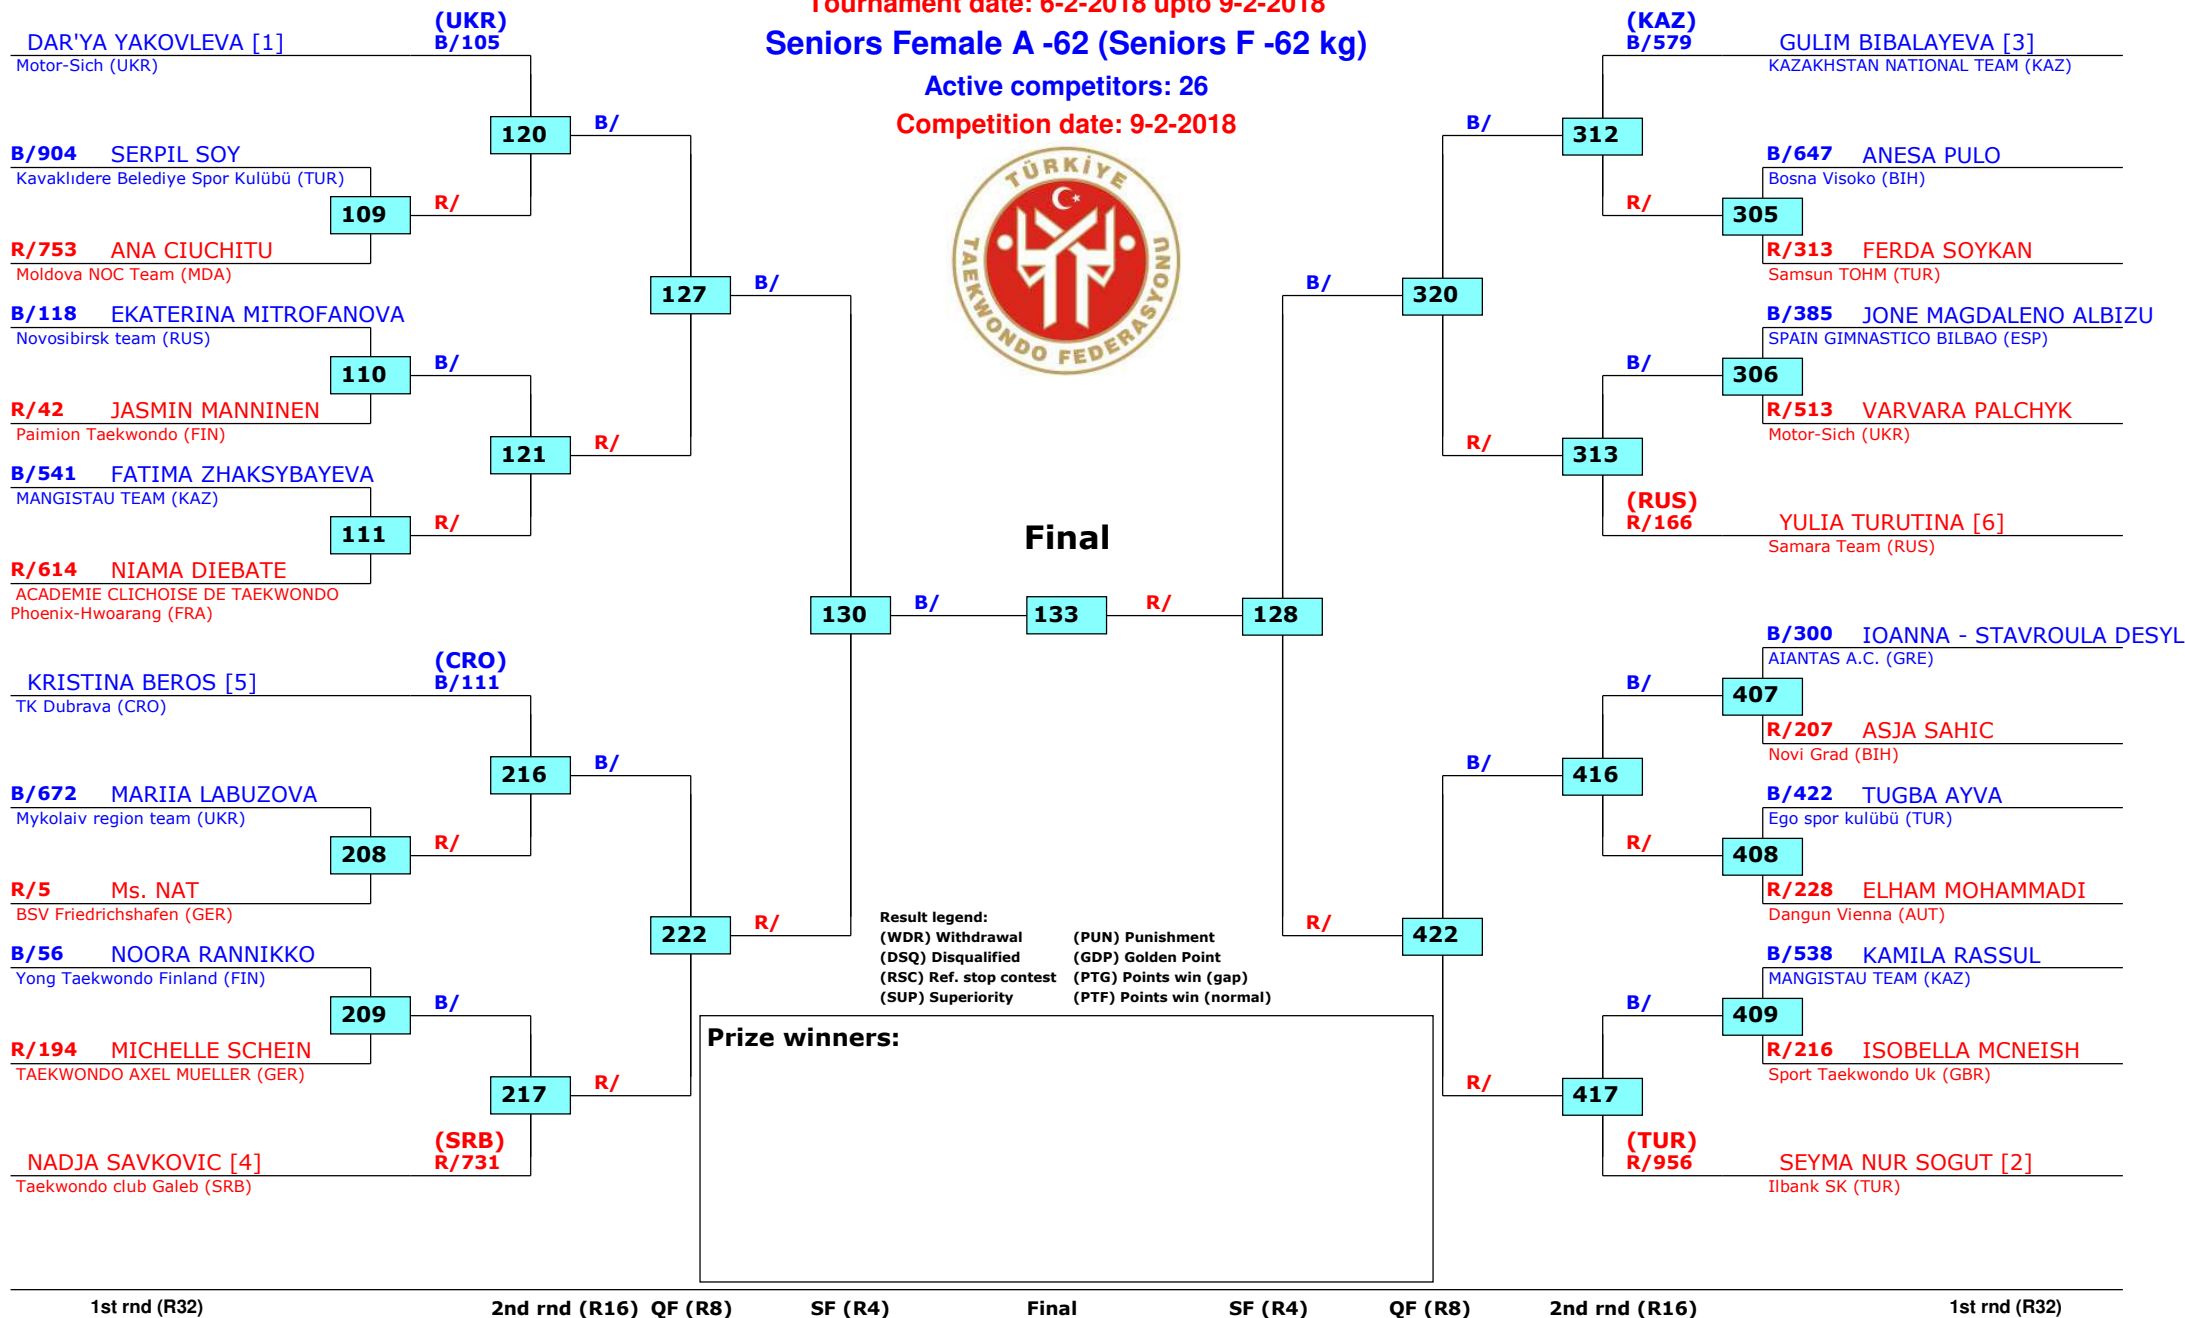 Tournament date: 6-2-2018 upto 9-2-2018
Seniors Female A -62 (Seniors F -62 kg)
Active competitors: 26
Competition date: 9-2-2018
TÜRKİYE
TAEKWONDO FEDERASYONU
(UKR)
DAR'YA YAKOVLEVA [1] B/105
Motor-Sich (UKR)
120 B/
B/904 SERPIL SOY
Kavaklıdere Belediye Spor Kulübü (TUR)
109 R/
R/753 ANA CIUCHITU
Moldova NOC Team (MDA)
127 B/
B/118 EKATERINA MITROFANOVA
Novosibirsk team (RUS)
110 B/
R/42 JASMIN MANNINEN
Paimion Taekwondo (FIN)
121 R/
B/541 FATIMA ZHAKSYBAYEVA
MANGISTAU TEAM (KAZ)
111 R/
R/614 NIAMA DIEBATE
ACADEMIE CLICHOISE DE TAEKWONDO
Phoenix-Hwoarang (FRA)
130 B/
(CRO)
KRISTINA BEROS [5] B/111
TK Dubrava (CRO)
216 B/
B/672 MARIIA LABUZOVA
Mykolaiv region team (UKR)
208 R/
R/5 Ms. NAT
BSV Friedrichshafen (GER)
222 R/
B/56 NOORA RANNIKKO
Yong Taekwondo Finland (FIN)
209 B/
R/194 MICHELLE SCHEIN
TAEKWONDO AXEL MUELLER (GER)
217 R/
(SRB)
NADJA SAVKOVIC [4] R/731
Taekwondo club Galeb (SRB)
Final
133
(KAZ)
B/579 GULIM BIBALAYEVA [3]
KAZAKHSTAN NATIONAL TEAM (KAZ)
B/ 312
B/647 ANESA PULO
Bosna Visoko (BIH)
R/ 305
R/313 FERDA SOYKAN
Samsun TOHM (TUR)
B/ 320
B/385 JONE MAGDALENO ALBIZU
SPAIN GIMNASTICO BILBAO (ESP)
B/ 306
R/513 VARVARA PALCHYK
Motor-Sich (UKR)
R/ 313
(RUS)
R/166 YULIA TURUTINA [6]
Samara Team (RUS)
R/ 128
B/300 IOANNA - STAVROULA DESYL
AIANTAS A.C. (GRE)
B/ 407
R/207 ASJA SAHIC
Novi Grad (BIH)
B/ 416
B/422 TUGBA AYVA
Ego spor kulübü (TUR)
R/ 408
R/228 ELHAM MOHAMMADI
Dangun Vienna (AUT)
R/ 422
B/538 KAMILA RASSUL
MANGISTAU TEAM (KAZ)
B/ 409
R/216 ISOBELLA MCNEISH
Sport Taekwondo Uk (GBR)
R/ 417
(TUR)
R/956 SEYMA NUR SOGUT [2]
Ilbank SK (TUR)
Result legend:
(WDR) Withdrawal (PUN) Punishment
(DSQ) Disqualified (GDP) Golden Point
(RSC) Ref. stop contest (PTG) Points win (gap)
(SUP) Superiority (PTF) Points win (normal)
Prize winners:
1st rnd (R32) 2nd rnd (R16) QF (R8) SF (R4) Final SF (R4) QF (R8) 2nd rnd (R16) 1st rnd (R32)